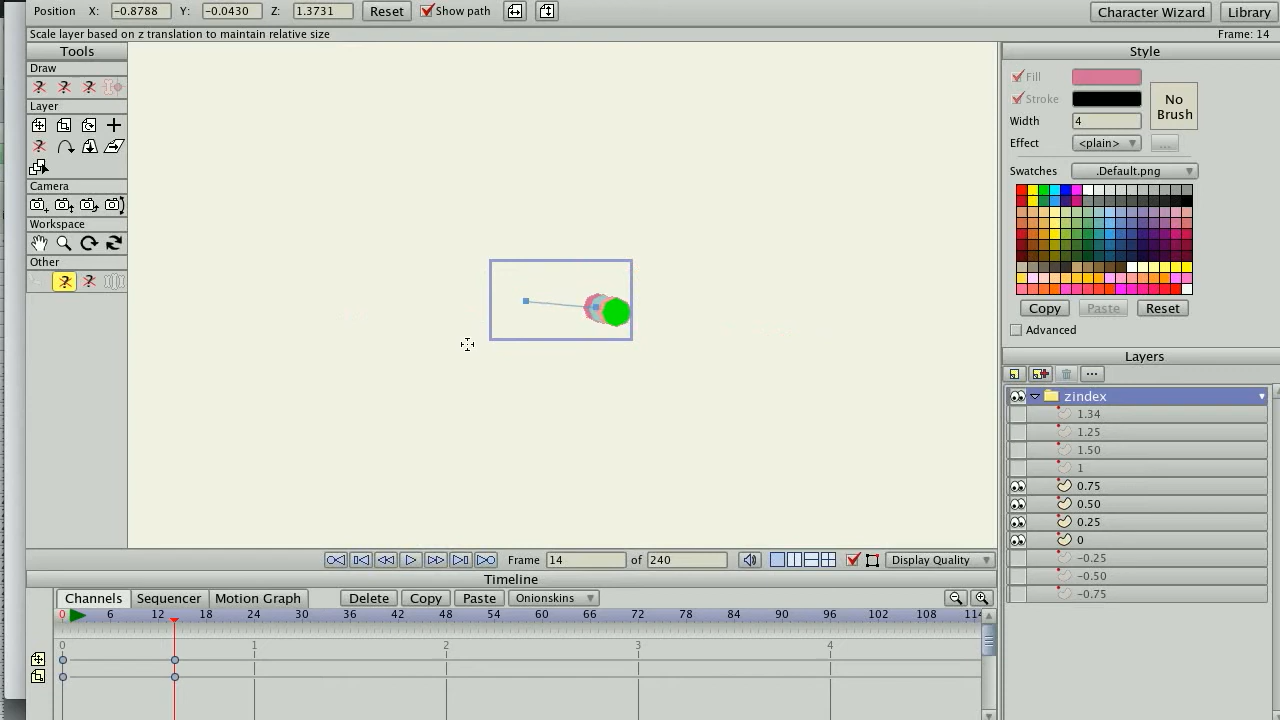 Position X: -0.8788 Y: -0.0430 Z: 1.3731 Reset Show path Character Wizard Library
Scale layer based on z translation to maintain relative size Frame: 14
Tools
Draw
Layer
Camera
Workspace
Other
Style
Fill
Stroke
No Brush
Width 4
Effect <plain> ...
Swatches .Default.png
Copy Paste Reset
Advanced
Layers
zindex
1.34
1.25
1.50
1
0.75
0.50
0.25
0
-0.25
-0.50
-0.75
Frame 14 of 240 Display Quality
Timeline
Channels Sequencer Motion Graph Delete Copy Paste Onionskins
0 6 12 18 24 30 36 42 48 54 60 66 72 78 84 90 96 102 108 114
0 1 2 3 4